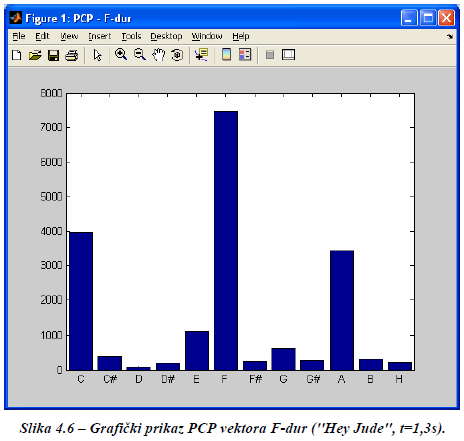 Figure 1: PCP - F-dur
File Edit View Insert Tools Desktop Window Help
8000
7000
6000
5000
4000
3000
2000
1000
0
C C# D D# E F F# G G# A B H
Slika 4.6 – Grafički prikaz PCP vektora F-dur ("Hey Jude", t=1,3s).